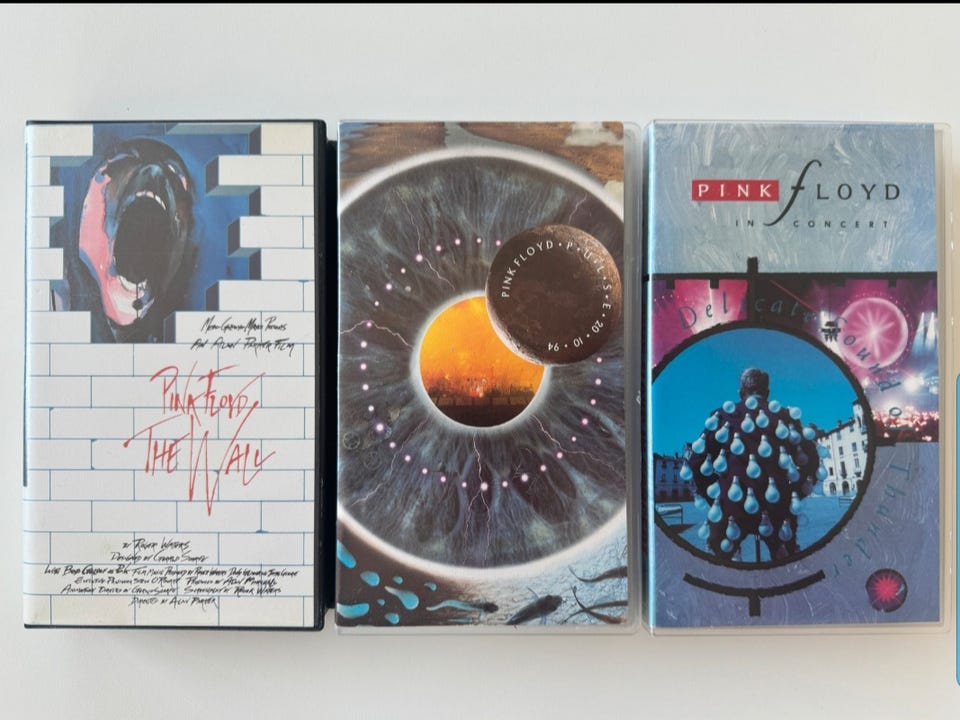 METRO-GOLDWYN-MAYER PRESENTS
AN ALAN PARKER FILM
PINK FLOYD
THE WALL
BY ROGER WATERS
DESIGNED BY GERALD SCARFE
DIRECTED BY ALAN PARKER
PINK FLOYD • P • U • L • S • E • 20 • 10 • 94
PINK FLOYD
IN CONCERT
Delicate Sound of
Thunder